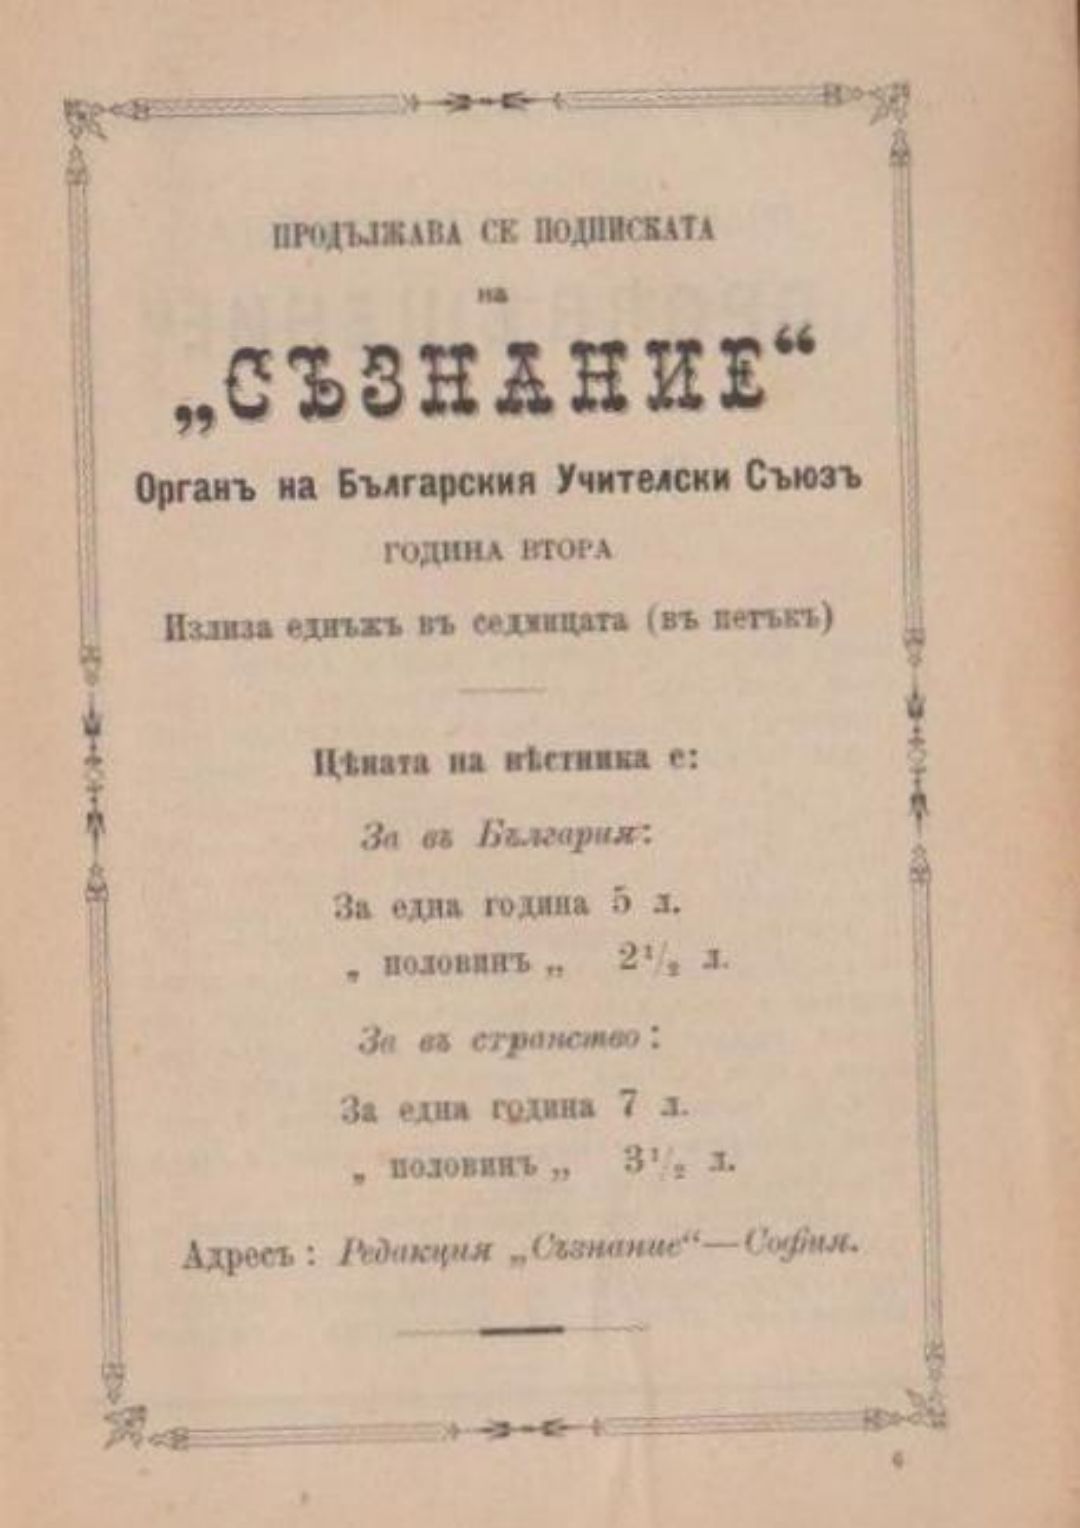 ПРОДЪЛЖАВА СЕ ПОДПИСКАТА
на
„СЪЗНАНИЕ“
Органъ на Българския Учителски Съюзъ
ГОДИНА ВТОРА
Излиза еднъжъ въ седмицата (въ петъкъ)
Цѣната на вѣстника е:
За въ България:
За една година 5 л.
„ половинъ „ 2¹/₂ л.
За въ странство:
За една година 7 л.
„ половинъ „ 3¹/₂ л.
Адресъ: Редакция „Съзнание“—София.